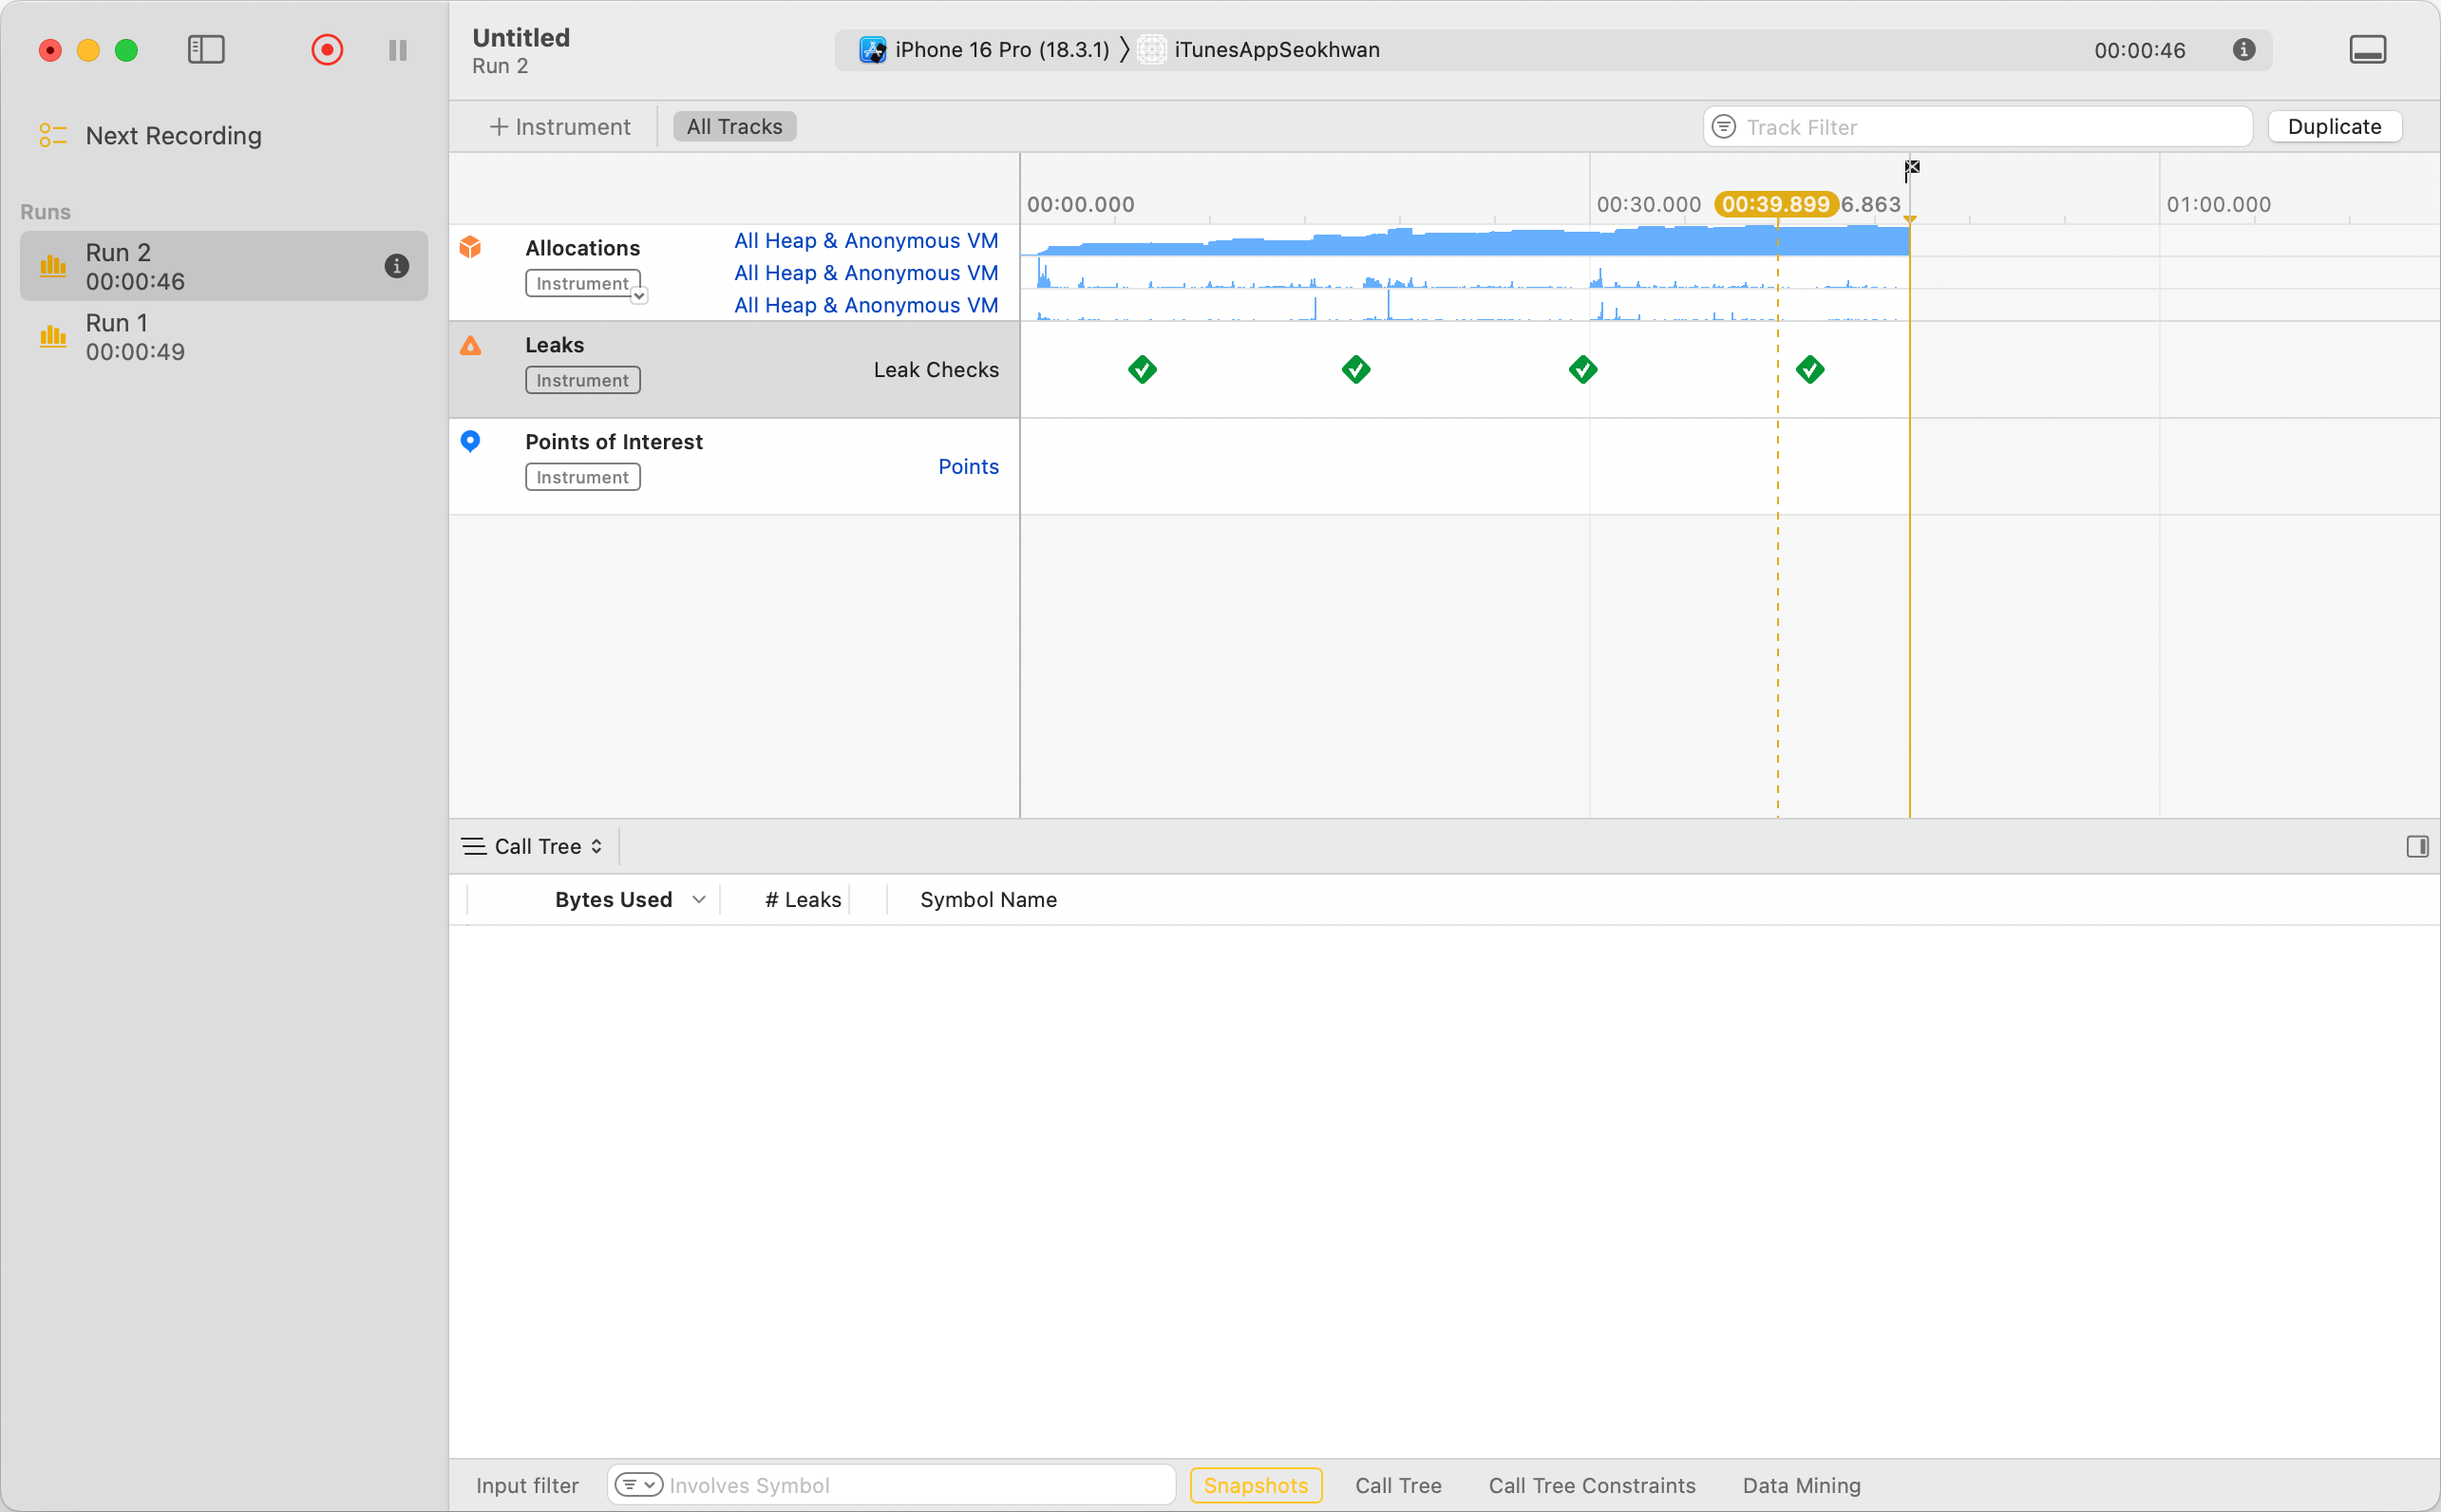 Untitled
Run 2
iPhone 16 Pro (18.3.1) 〉 iTunesAppSeokhwan
00:00:46
Next Recording
+ Instrument
All Tracks
Track Filter
Duplicate
Runs
Run 2
00:00:46
Run 1
00:00:49
00:00.000
00:30.000
00:39.899
6.863
01:00.000
Allocations
Instrument
All Heap & Anonymous VM
All Heap & Anonymous VM
All Heap & Anonymous VM
Leaks
Instrument
Leak Checks
Points of Interest
Instrument
Points
Call Tree
Bytes Used
# Leaks
Symbol Name
Input filter
Involves Symbol
Snapshots
Call Tree
Call Tree Constraints
Data Mining